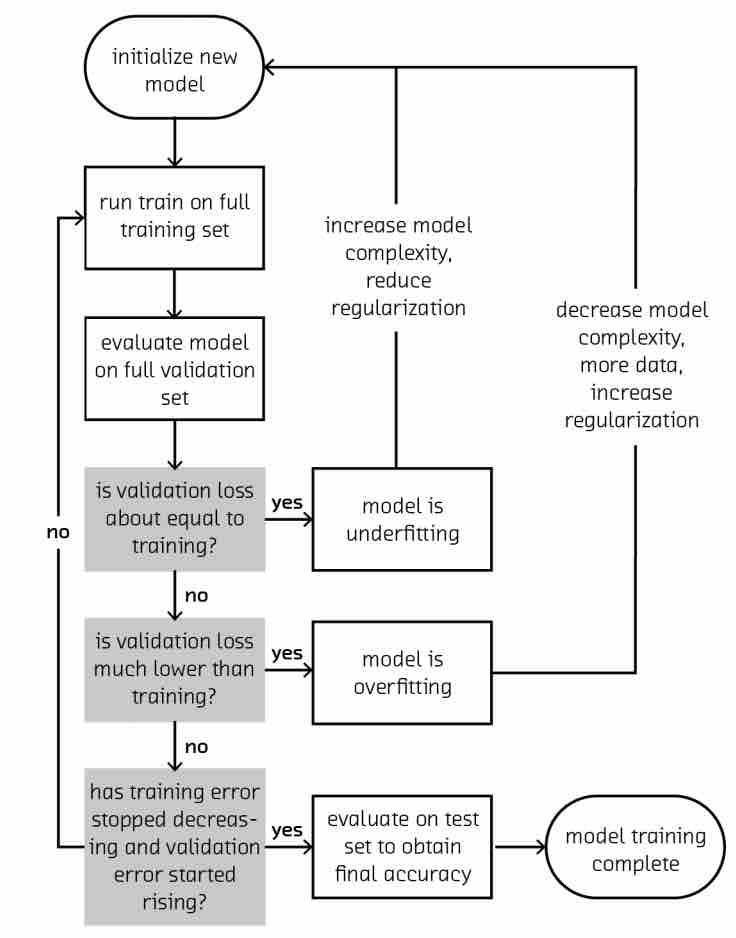 initialize new
model
run train on full
training set
evaluate model
on full validation
set
is validation loss
about equal to
training?
yes
model is
underfitting
increase model
complexity,
reduce
regularization
no
is validation loss
much lower than
training?
yes
model is
overfitting
decrease model
complexity,
more data,
increase
regularization
no
has training error
stopped decreas-
ing and validation
error started
rising?
no
yes
evaluate on test
set to obtain
final accuracy
model training
complete